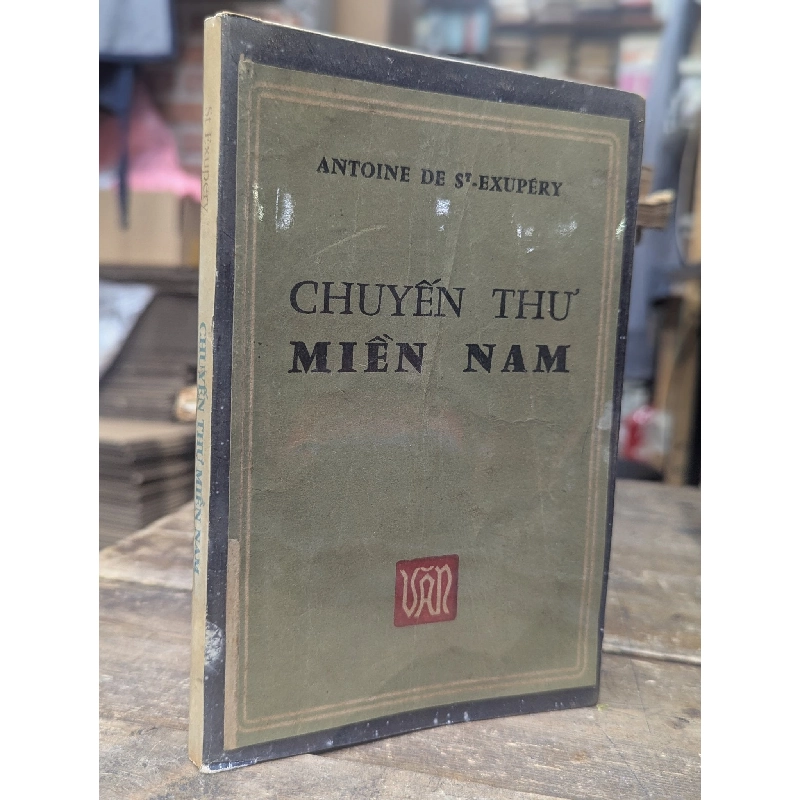 ANTOINE DE Sᵗ-EXUPÉRY
CHUYẾN THƯ
MIỀN NAM
VĂN
St Exupéry
CHUYẾN THƯ MIỀN NAM